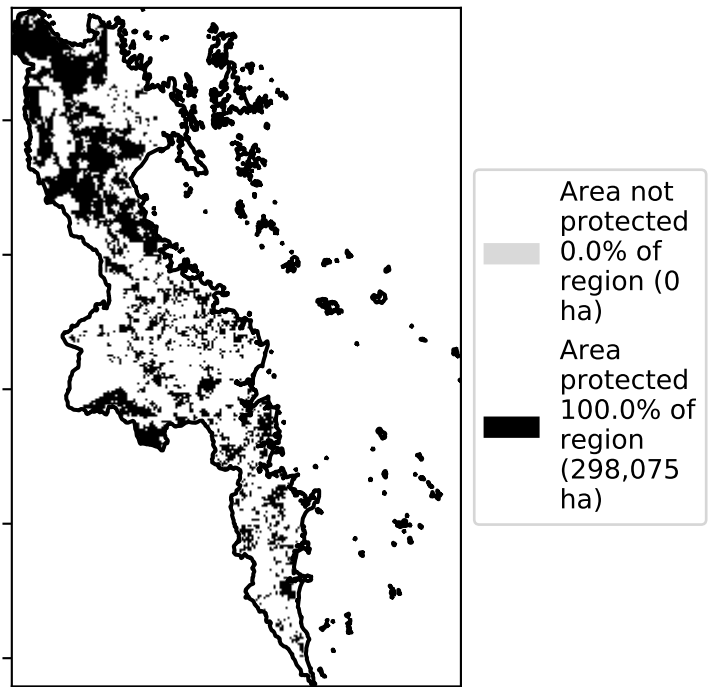 Area not
protected
0.0% of
region (0
ha)
Area
protected
100.0% of
region
(298,075
ha)